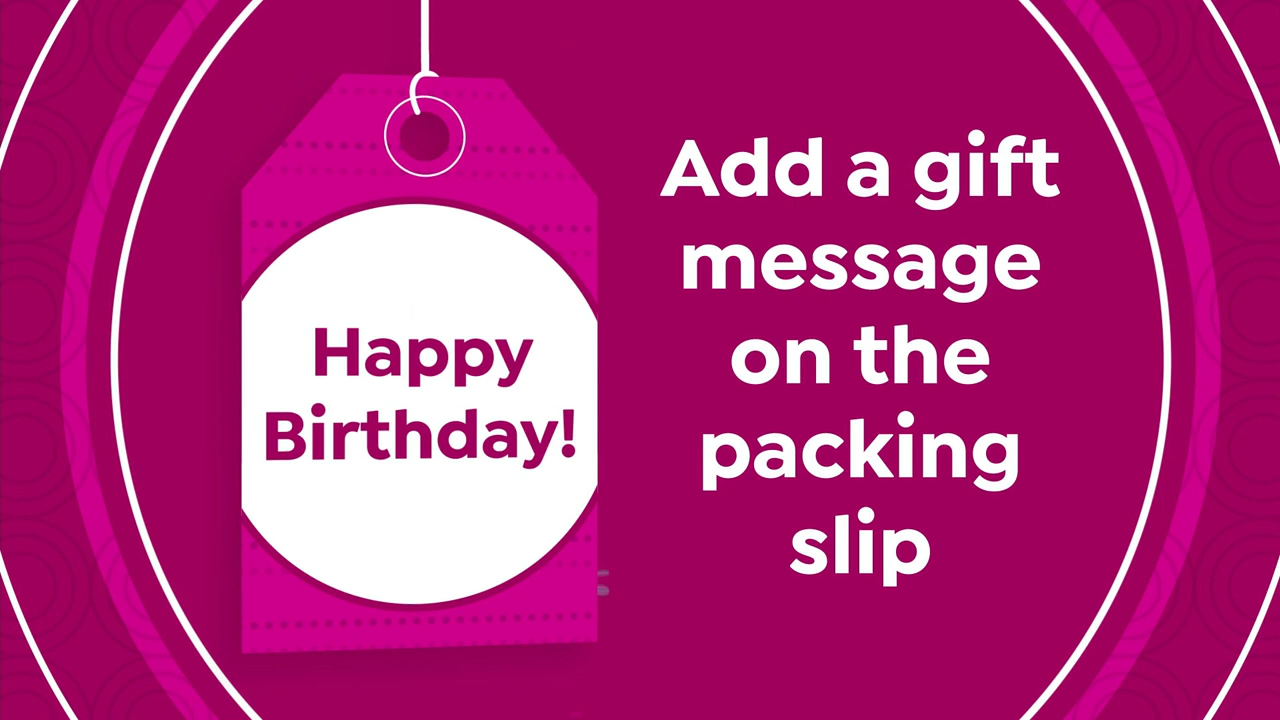 Happy
Birthday!
Add a gift
message
on the
packing
slip